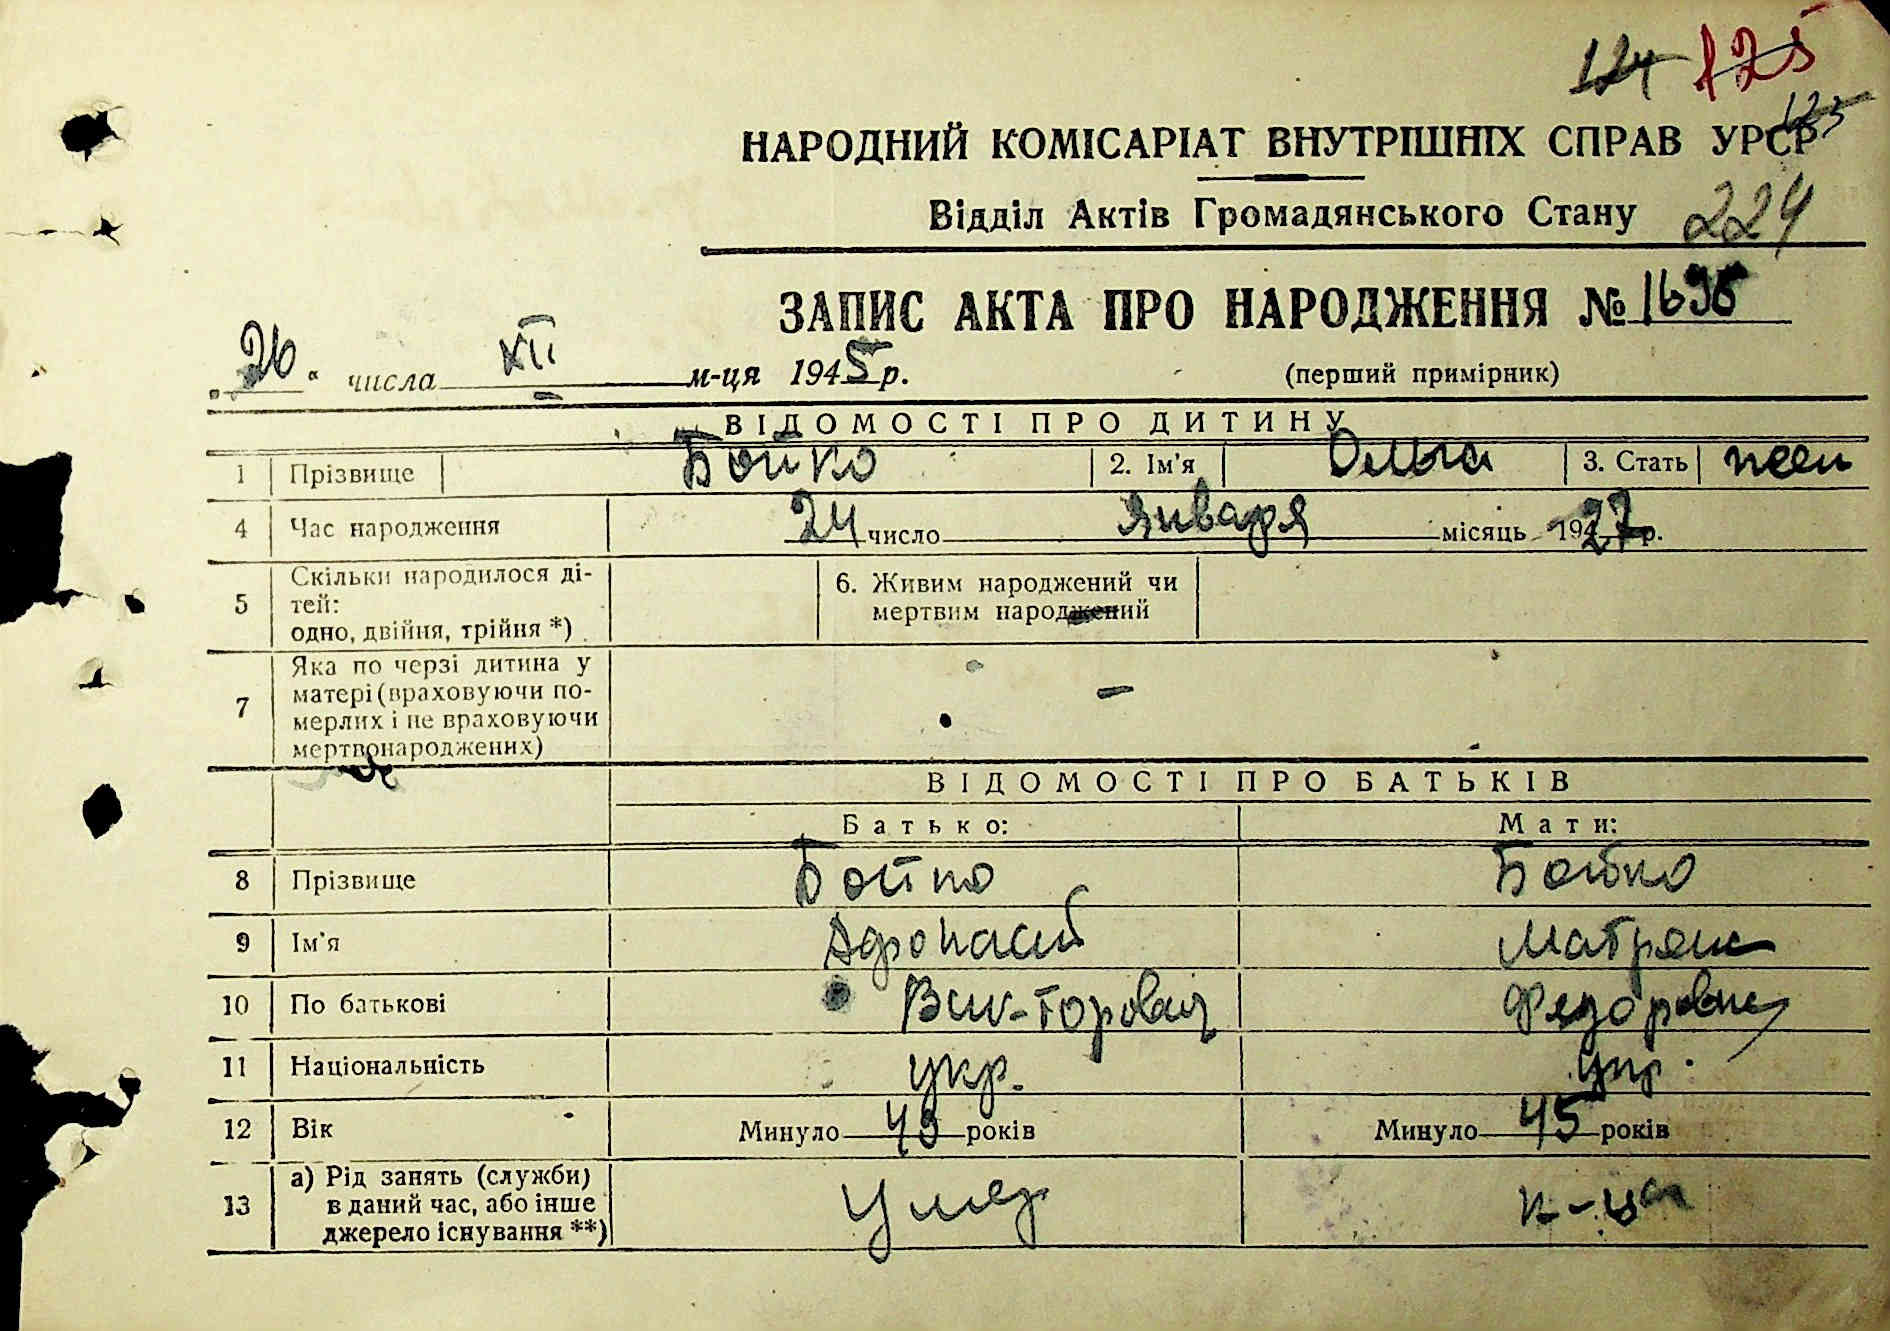 124 125
125
НАРОДНИЙ КОМІСАРІАТ ВНУТРІШНІХ СПРАВ УРСР
Відділ Актів Громадянського Стану 224
ЗАПИС АКТА ПРО НАРОДЖЕННЯ № 1696
„26“ числа XII м-ця 1945 р. (перший примірник)
ВІДОМОСТІ ПРО ДИТИНУ
1 Прізвище Бойко 2. Ім'я Ольга 3. Стать жен
4 Час народження 24 число Января місяць 1927 р.
5 Скільки народилося ді-
тей:
одно, двійня, трійня *)
6. Живим народжений чи
мертвим народжений
7 Яка по черзі дитина у
матері (враховуючи по-
мерлих і не враховуючи
мертвонароджених)
—
ВІДОМОСТІ ПРО БАТЬКІВ
Батько: Мати:
8 Прізвище Бойко Бойко
9 Ім'я Афонасий Матрена
10 По батькові Викторович Федоровна
11 Національність укр. укр.
12 Вік Минуло 43 років Минуло 45 років
13 а) Рід занять (служби)
в даний час, або інше
джерело існування **)
Умер к-ца